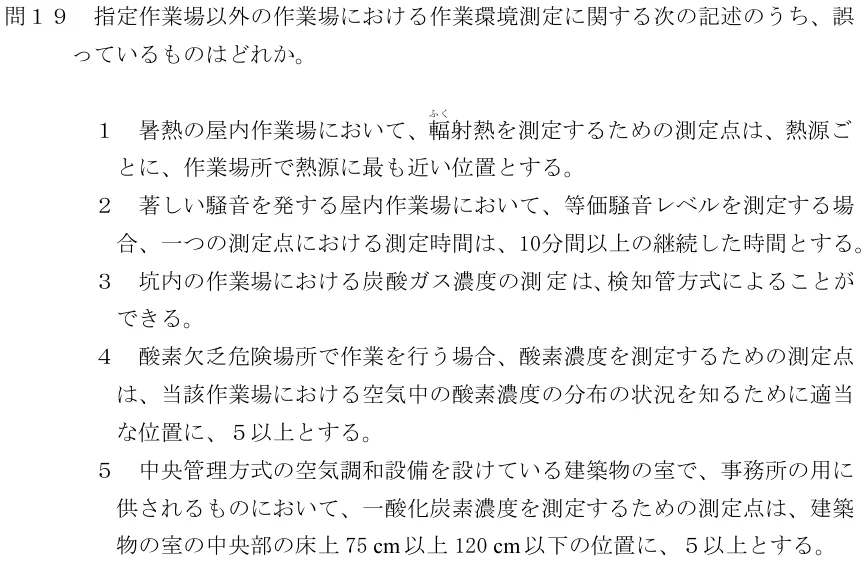 問１９　指定作業場以外の作業場における作業環境測定に関する次の記述のうち、誤
っているものはどれか。
１　暑熱の屋内作業場において、輻射熱を測定するための測定点は、熱源ご
ふく
とに、作業場所で熱源に最も近い位置とする。
２　著しい騒音を発する屋内作業場において、等価騒音レベルを測定する場
合、一つの測定点における測定時間は、10分間以上の継続した時間とする。
３　坑内の作業場における炭酸ガス濃度の測定は、検知管方式によることが
できる。
４　酸素欠乏危険場所で作業を行う場合、酸素濃度を測定するための測定点
は、当該作業場における空気中の酸素濃度の分布の状況を知るために適当
な位置に、５以上とする。
５　中央管理方式の空気調和設備を設けている建築物の室で、事務所の用に
供されるものにおいて、一酸化炭素濃度を測定するための測定点は、建築
物の室の中央部の床上 75 cm以上 120 cm以下の位置に、５以上とする。